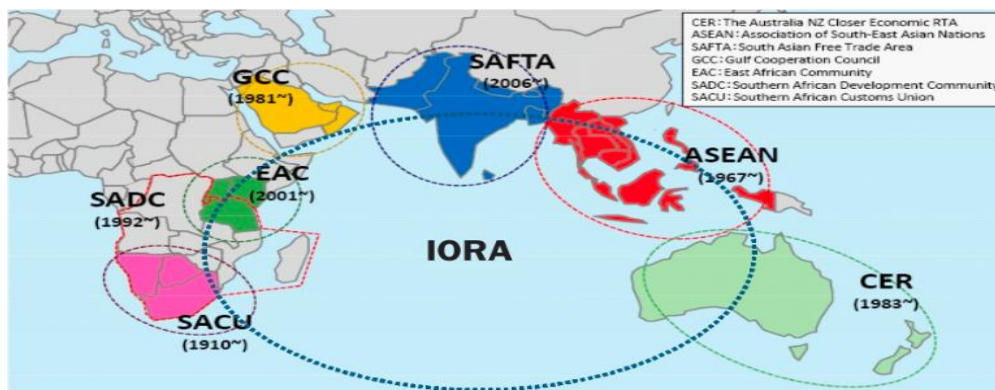 CER:The Australia NZ Closer Economic RTA
ASEAN:Association of South-East Asian Nations
SAFTA:South Asian Free Trade Area
GCC:Gulf Cooperation Council
EAC:East African Community
SADC:Southern African Development Community
SACU:Southern African Customs Union
GCC
(1981~)
SAFTA
(2006~)
ASEAN
(1967~)
EAC
(2001~)
SADC
(1992~)
IORA
CER
(1983~)
SACU
(1910~)